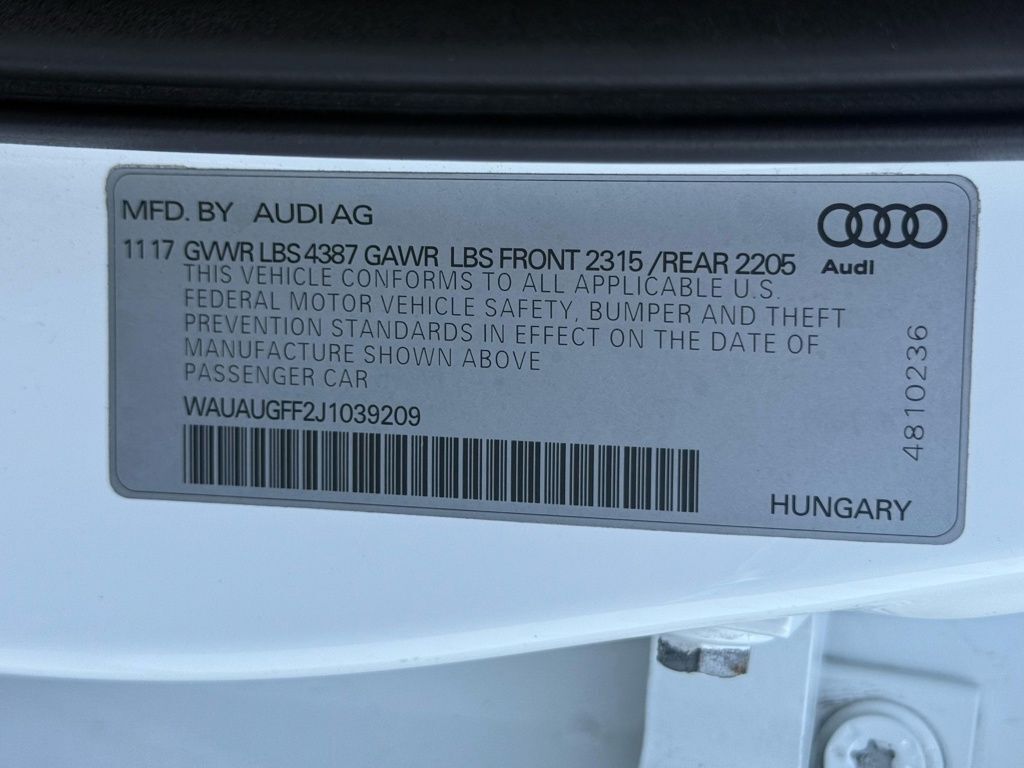 MFD. BY AUDI AG
11 17 GVWR LBS 4387 GAWR LBS FRONT 2315 /REAR 2205
Audi
THIS VEHICLE CONFORMS TO ALL APPLICABLE U.S.
FEDERAL MOTOR VEHICLE SAFETY, BUMPER AND THEFT
PREVENTION STANDARDS IN EFFECT ON THE DATE OF
MANUFACTURE SHOWN ABOVE
PASSENGER CAR
WAUAUGFF2J1039209
4810236
HUNGARY